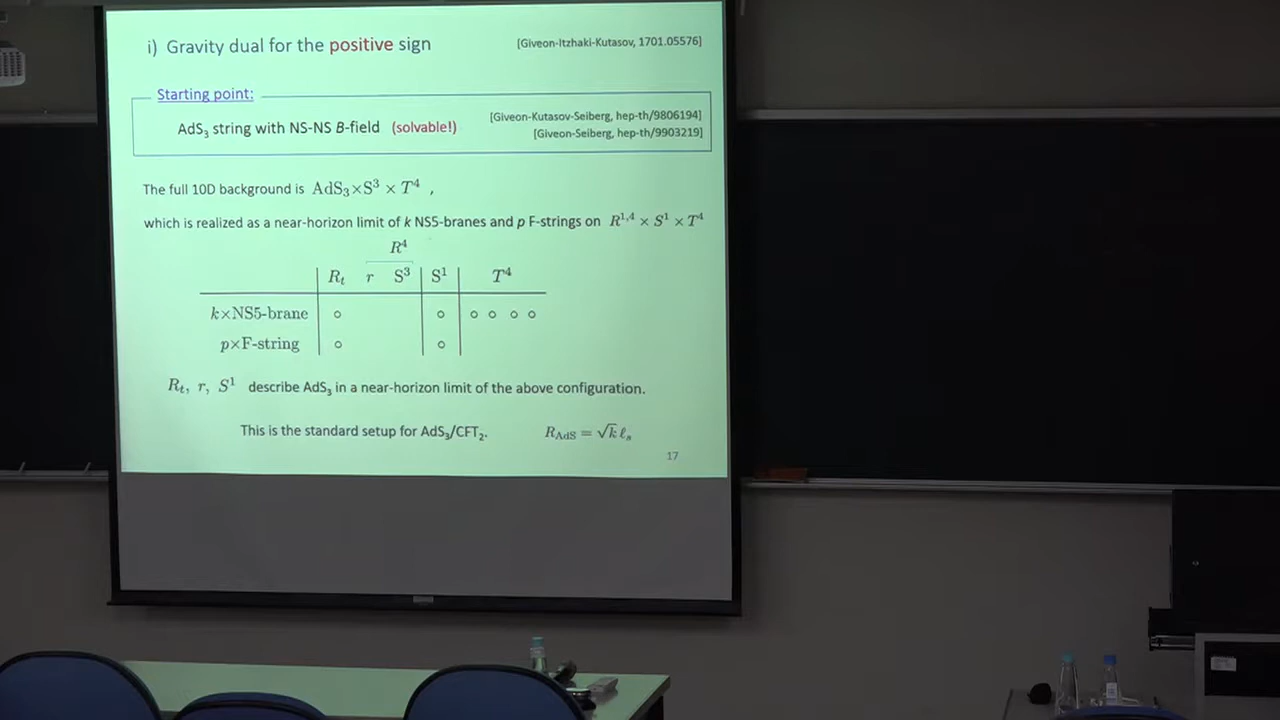 i) Gravity dual for the positive sign [Giveon-Itzhaki-Kutasov, 1701.05576]
Starting point:
AdS₃ string with NS-NS B-field (solvable!)
[Giveon-Kutasov-Seiberg, hep-th/9806194]
[Giveon-Seiberg, hep-th/9903219]
The full 10D background is AdS₃×S³ × T⁴ ,
which is realized as a near-horizon limit of k NS5-branes and p F-strings on R¹,⁴ × S¹ × T⁴
R⁴
Rₜ r S³ S¹ T⁴
k×NS5-brane ○ ○ ○ ○ ○ ○
p×F-string ○ ○
Rₜ, r, S¹ describe AdS₃ in a near-horizon limit of the above configuration.
This is the standard setup for AdS₃/CFT₂. R_AdS = √k ℓₛ
17